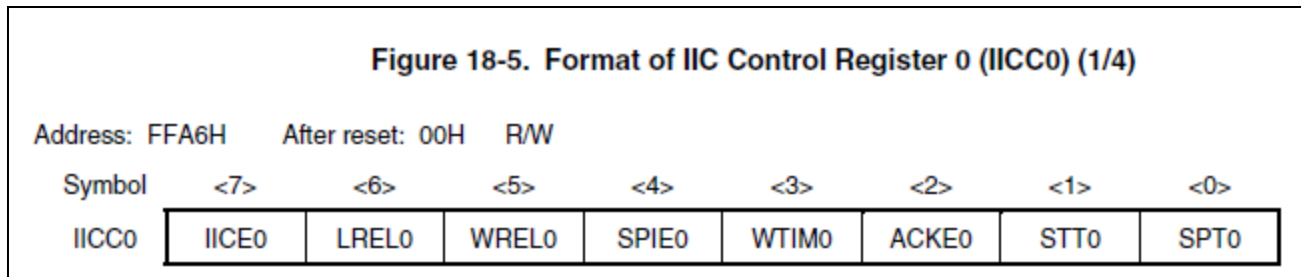 Figure 18-5. Format of IIC Control Register 0 (IICC0) (1/4)
Address: FFA6H After reset: 00H R/W
Symbol <7> <6> <5> <4> <3> <2> <1> <0>
IICC0 IICE0 LREL0 WREL0 SPIE0 WTIM0 ACKE0 STT0 SPT0